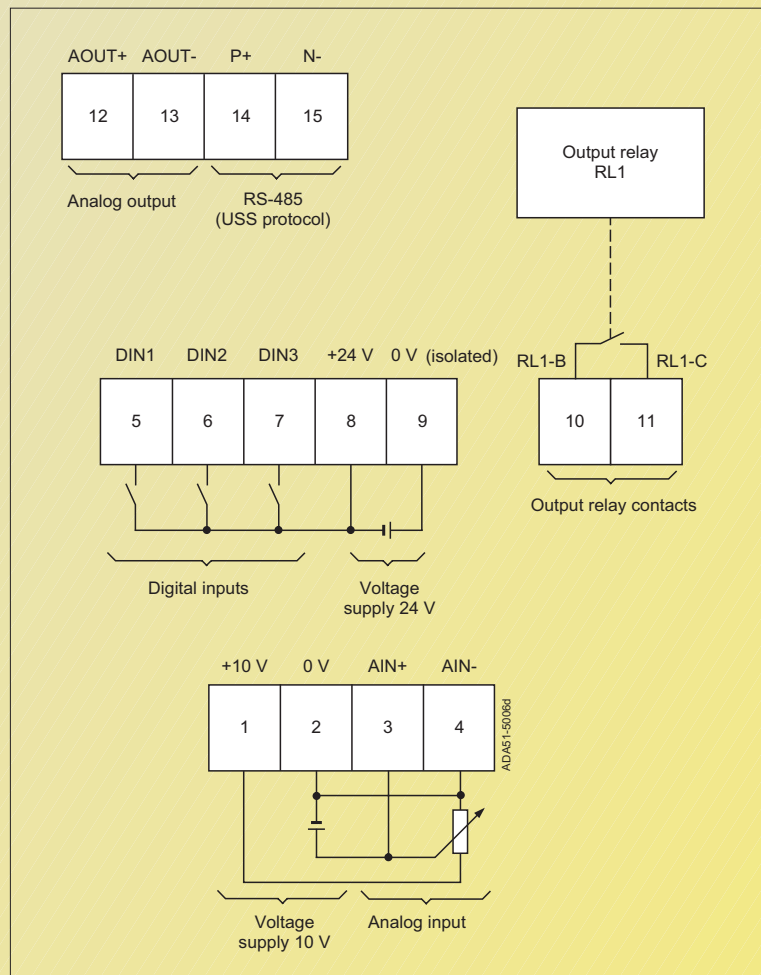 AOUT+ AOUT- P+ N-
12 13 14 15
Analog output
RS-485
(USS protocol)
Output relay
RL1
RL1-B RL1-C
10 11
Output relay contacts
DIN1 DIN2 DIN3 +24 V 0 V (isolated)
5 6 7 8 9
Digital inputs
Voltage
supply 24 V
+10 V 0 V AIN+ AIN-
1 2 3 4
ADA51-5006d
Voltage
supply 10 V
Analog input